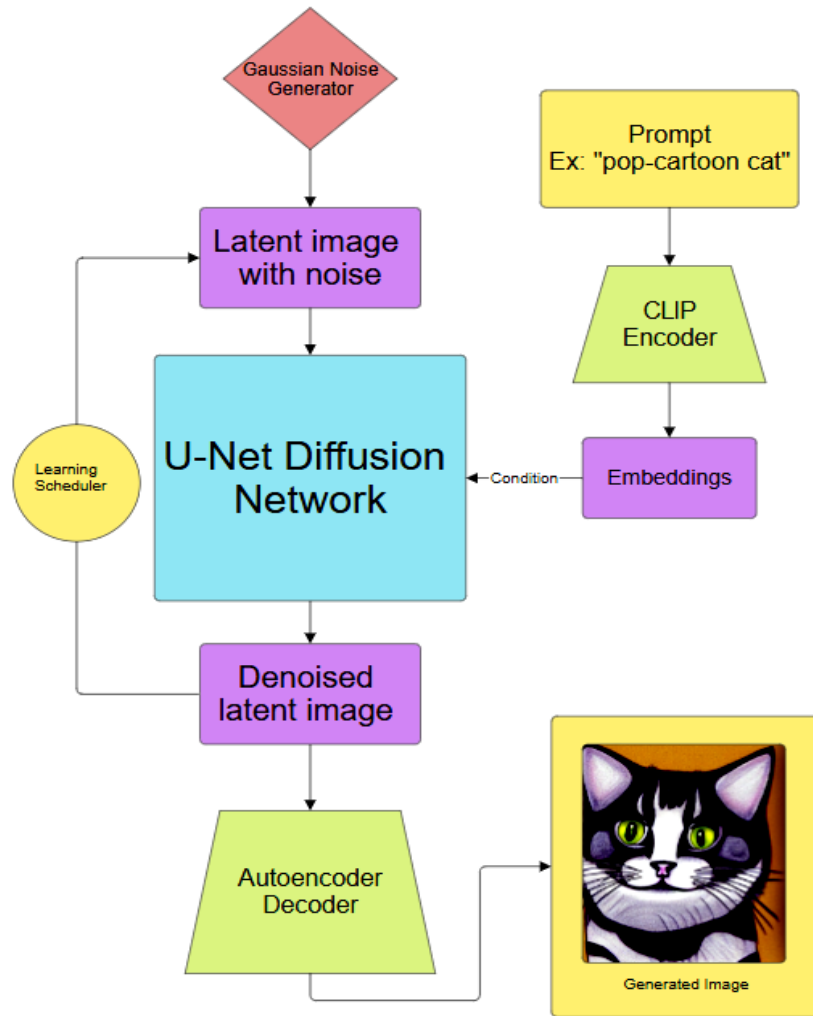 Gaussian Noise
Generator
Prompt
Ex: "pop-cartoon cat"
Latent image
with noise
CLIP
Encoder
U-Net Diffusion
Network
Learning
Scheduler
Condition
Embeddings
Denoised
latent image
Autoencoder
Decoder
Generated Image